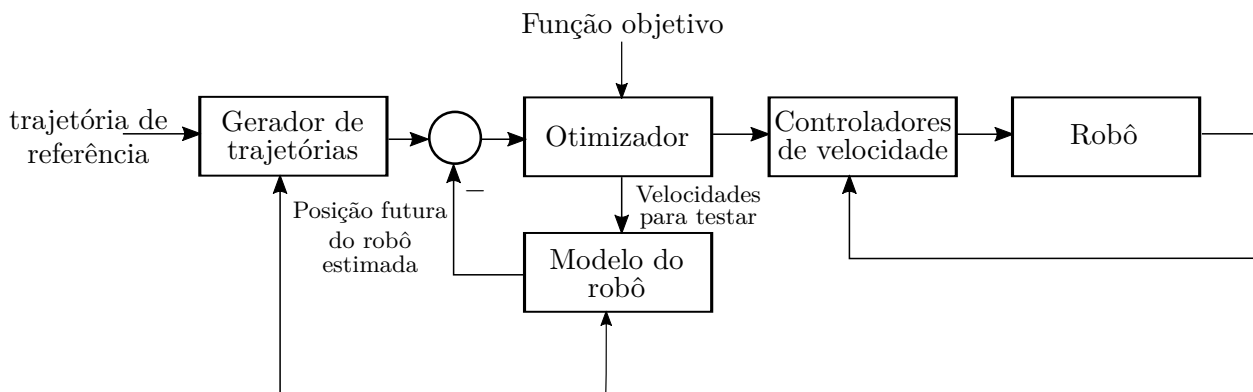 Função objetivo
trajetória de
referência
Gerador de
trajetórias
Otimizador
Controladores
de velocidade
Robô
−
Velocidades
para testar
Posição futura
do robô
estimada
Modelo do
robô